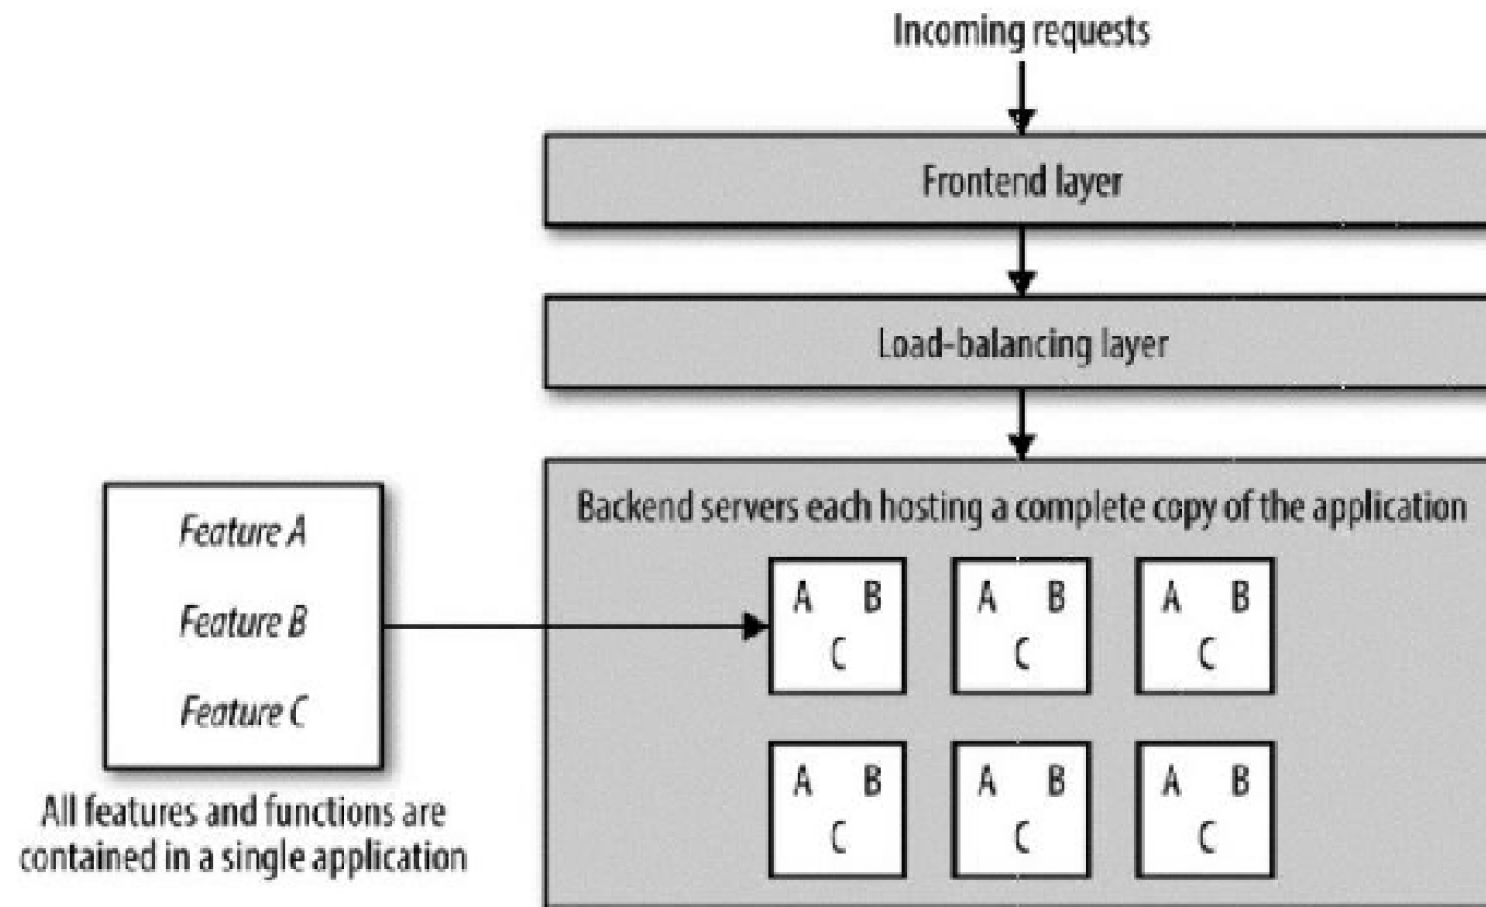 Incoming requests
Frontend layer
Load-balancing layer
Backend servers each hosting a complete copy of the application
Feature A
Feature B
Feature C
All features and functions are
contained in a single application
A B
C
A B
C
A B
C
A B
C
A B
C
A B
C